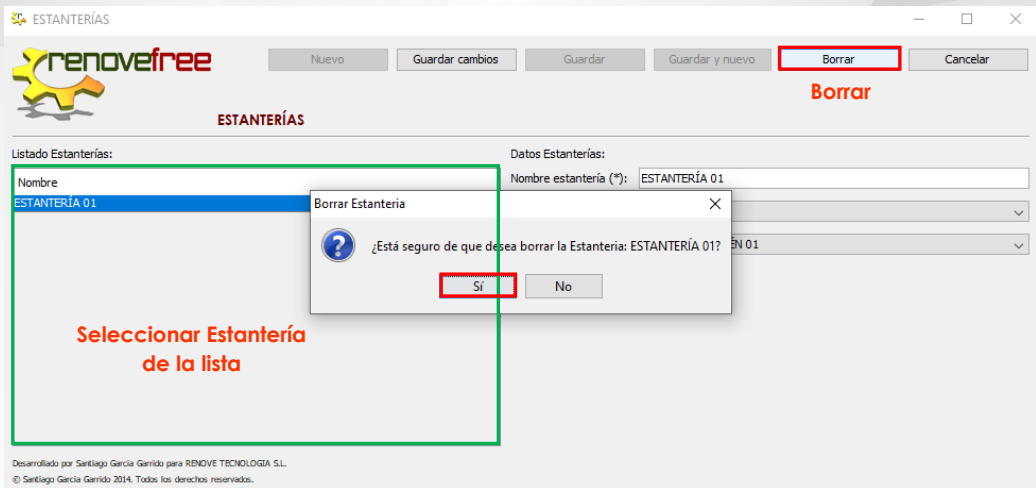 ESTANTERÍAS
renovefree
Nuevo Guardar cambios Guardar Guardar y nuevo Borrar Cancelar
Borrar
ESTANTERÍAS
Listado Estanterías: Datos Estanterías:
Nombre Nombre estantería (*): ESTANTERÍA 01
ESTANTERÍA 01 Borrar Estanteria
¿Está seguro de que desea borrar la Estanteria: ESTANTERÍA 01? 01
Sí No
Seleccionar Estantería
de la lista
Desarrollado por Santiago García Garrido para RENOVE TECNOLOGIA S.L.
© Santiago García Garrido 2014. Todos los derechos reservados.